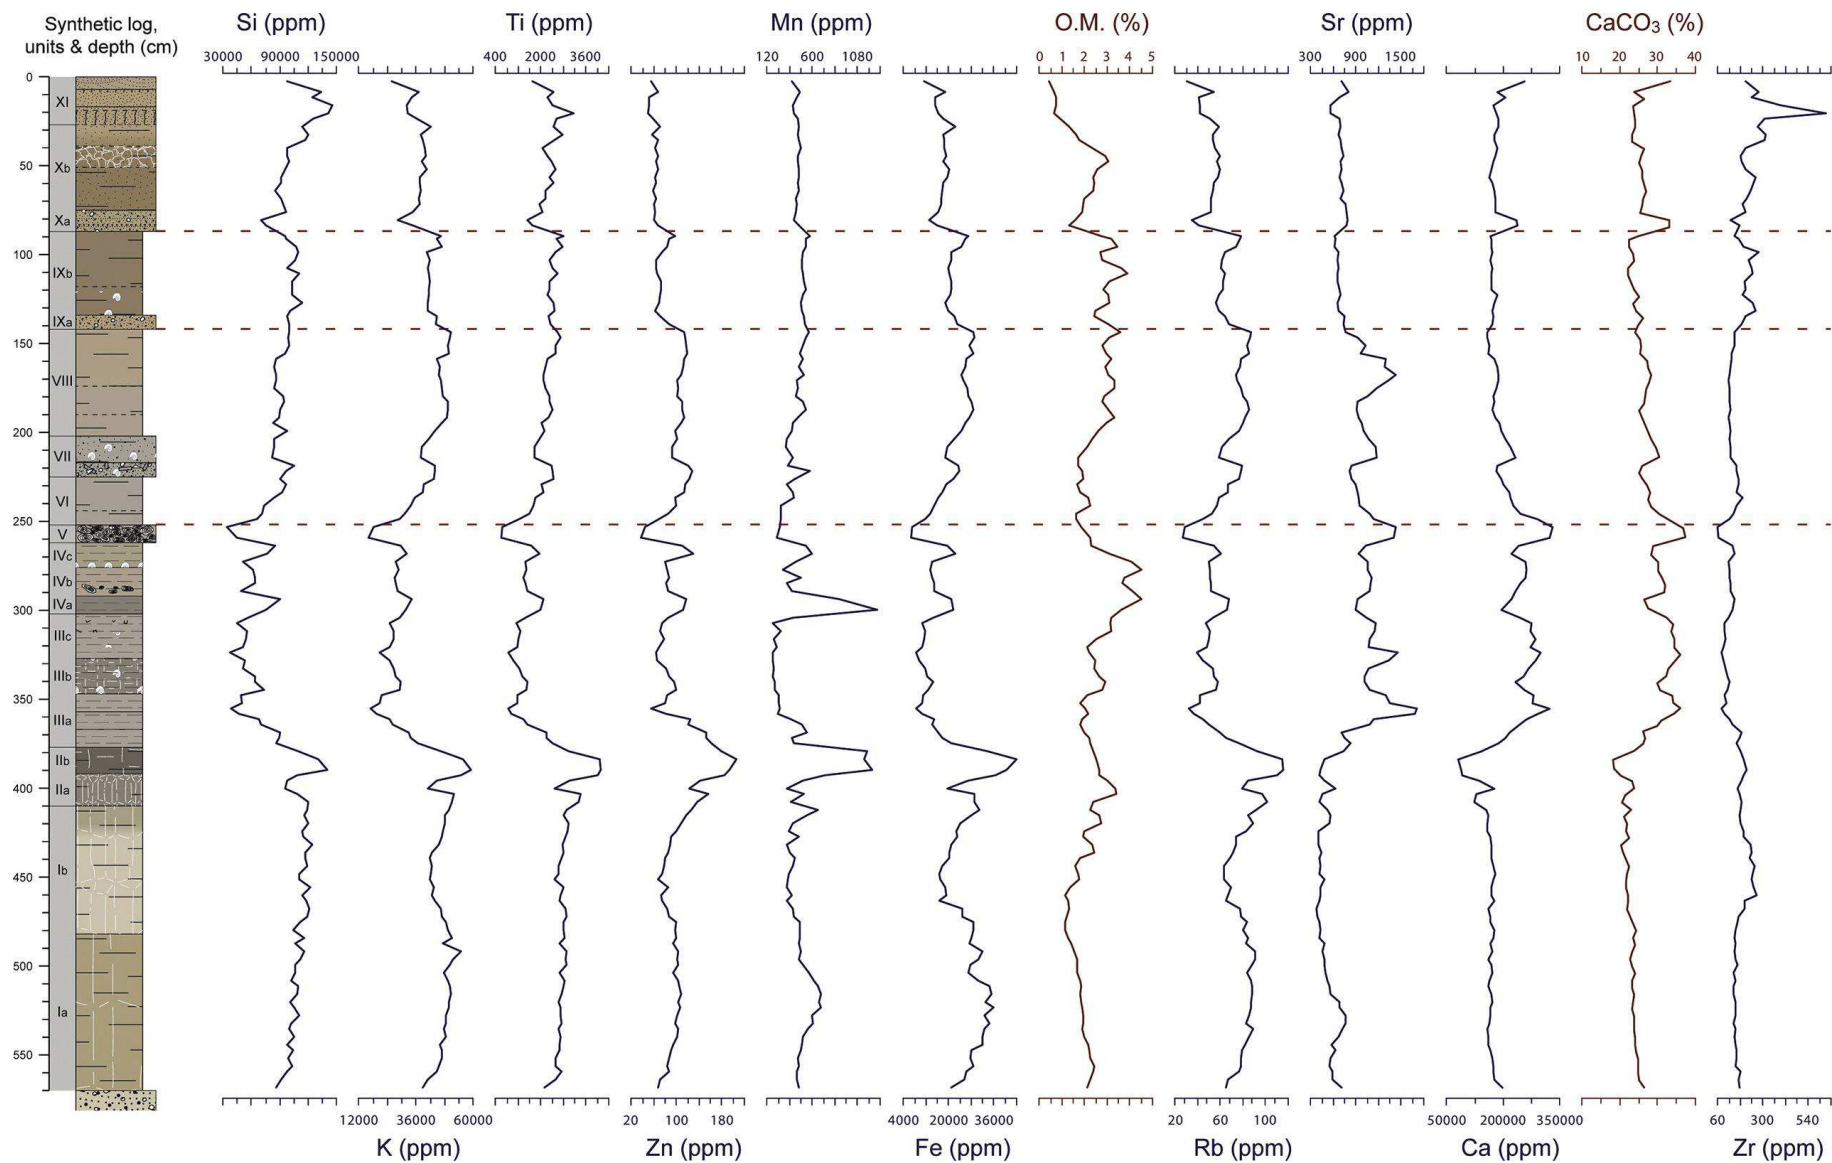 Synthetic log,
units & depth (cm)
Si (ppm)
Ti (ppm)
Mn (ppm)
O.M. (%)
Sr (ppm)
CaCO₃ (%)
30000 90000 150000
400 2000 3600
120 600 1080
0 1 2 3 4 5
300 900 1500
10 20 30 40
0
XI
50
Xb
Xa
100
IXb
IXa
150
VIII
200
VII
VI
250
V
IVc
IVb
IVa
300
IIIc
IIIb
350
IIIa
IIb
400
IIa
Ib
450
500
Ia
550
12000 36000 60000
20 100 180
4000 20000 36000
20 60 100
50000 200000 350000
60 300 540
K (ppm)
Zn (ppm)
Fe (ppm)
Rb (ppm)
Ca (ppm)
Zr (ppm)